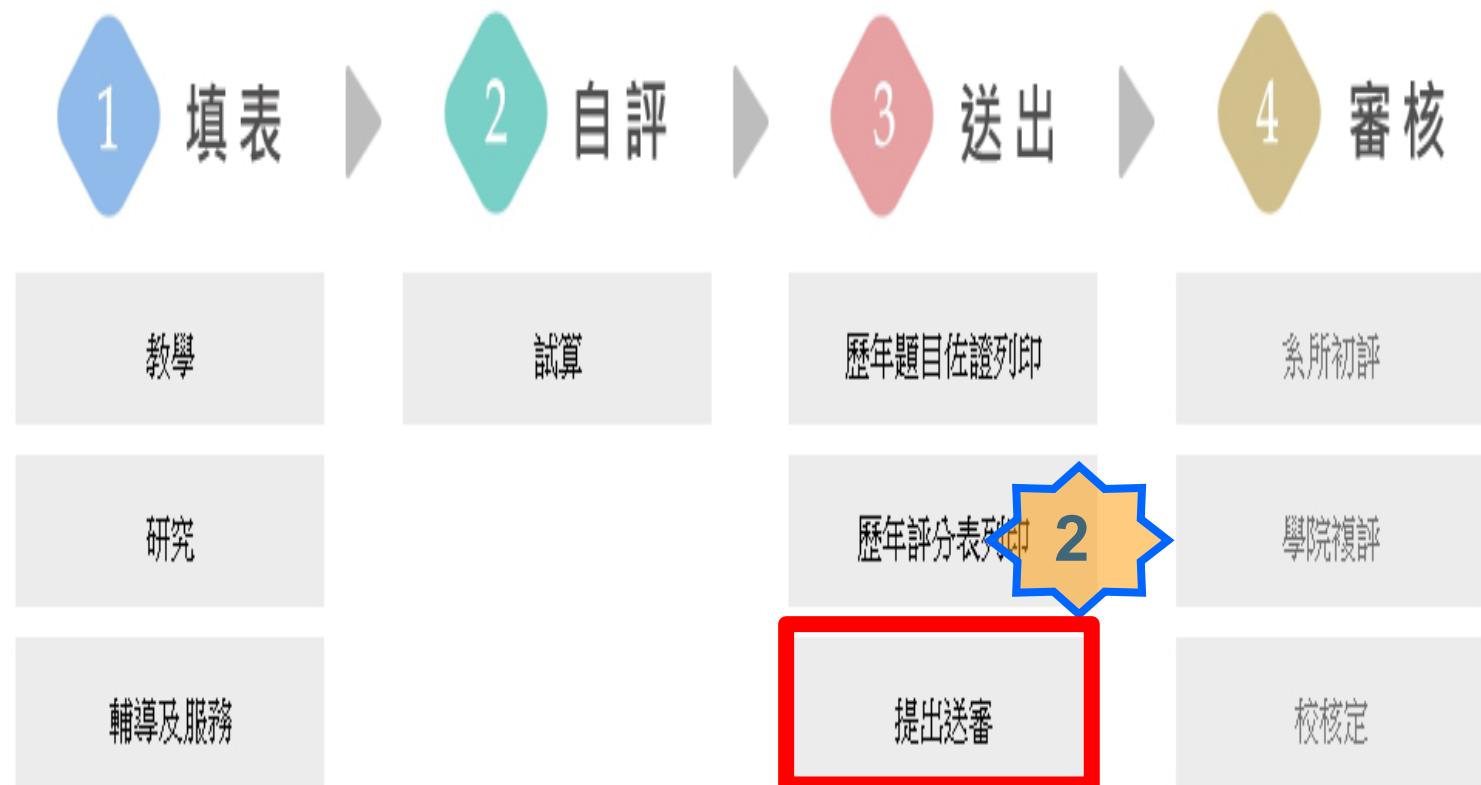 1 填表 2 自評 3 送出 4 審核
教學 試算 歷年題目佐證列印 系所初評
研究 歷年評分表列印 2 學院複評
輔導及服務 提出送審 校核定